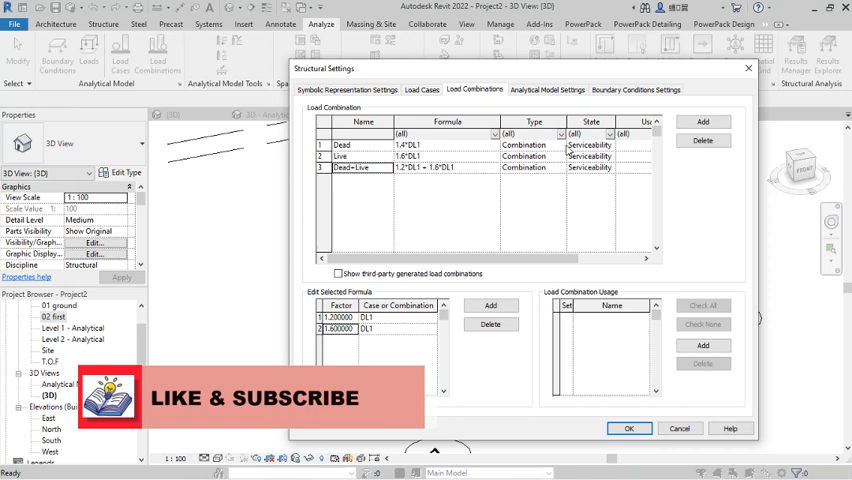 Autodesk Revit 2022 - Project2 - 3D View: {3D}
File
Steel
Precast
Systems
Insert
Annotate
Analyze
Massing & Site
Collaborate
View
Manage
Add-Ins
PowerPack
PowerPack Detailing
PowerPack Design
Modify
Boundary Conditions
Loads
Load Cases
Load Combinations
Results Manager
Results Explorer
Select
Analytical Model
Analytical Model Tools
Structural Analysis
Properties
3D View
3D View: {3D}
Edit Type
Graphics
View Scale
1 : 100
Scale Value 1:
100
Detail Level
Medium
Parts Visibility
Show Original
Visibility/Graph...
Edit...
Graphic Display...
Edit...
Discipline
Structural
Properties help
Apply
Project Browser - Project2
01 ground
02 first
Level 1 - Analytical
Level 2 - Analytical
Site
T.O.F
3D Views
Analytical M
{3D}
Elevations (Bui
East
North
South
West
Legends
Structural Settings
Symbolic Representation Settings
Load Cases
Load Combinations
Analytical Model Settings
Boundary Conditions Settings
Load Combination
Name
Formula
Type
State
(all)
(all)
(all)
(all)
1 Dead 1.4*DL1 Combination Serviceability
2 Live 1.6*DL1 Combination Serviceability
3 Dead+Live 1.2*DL1 + 1.6*DL1 Combination Serviceability
Add
Delete
Show third-party generated load combinations
Edit Selected Formula
Factor
Case or Combination
1 1.200000 DL1
2 1.600000 DL1
Add
Delete
Load Combination Usage
Set
Name
Check All
Check None
Add
Delete
OK
Cancel
Help
FRONT
LIKE & SUBSCRIBE
1 : 100
Ready
:0
Main Model
:0